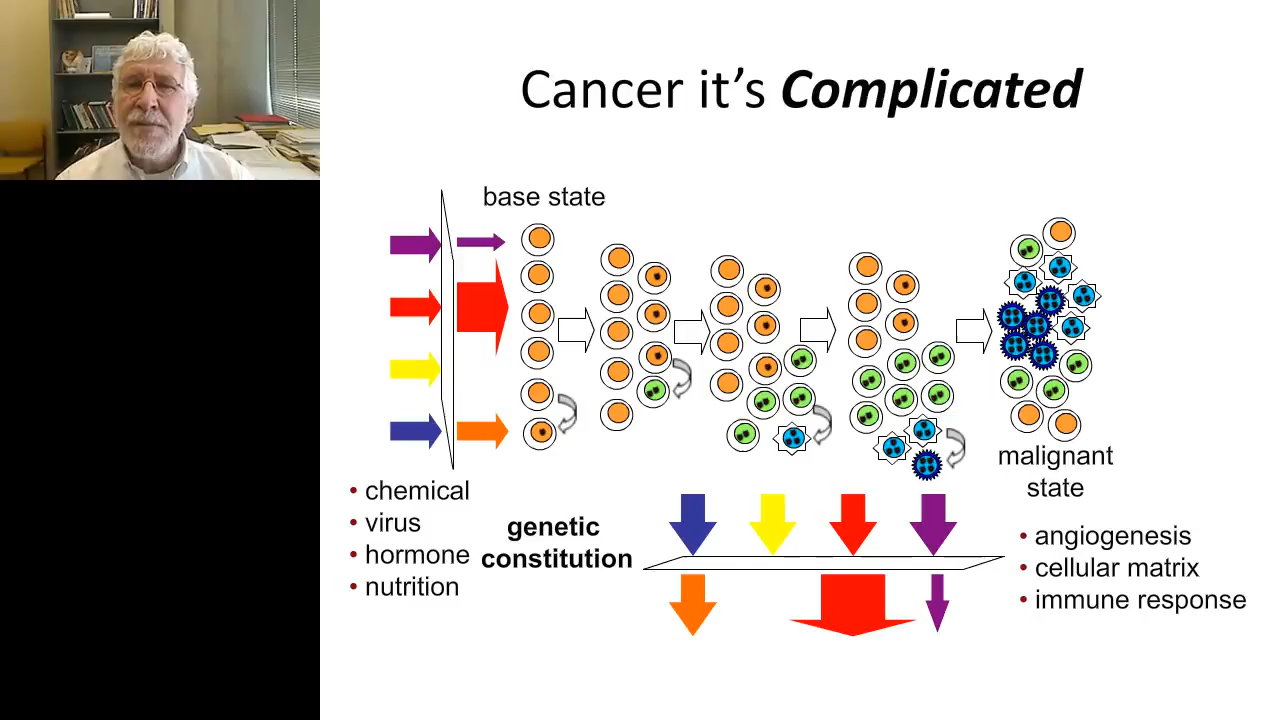 Cancer it's Complicated
base state
• chemical
• virus
• hormone
• nutrition
genetic
constitution
malignant
state
• angiogenesis
• cellular matrix
• immune response